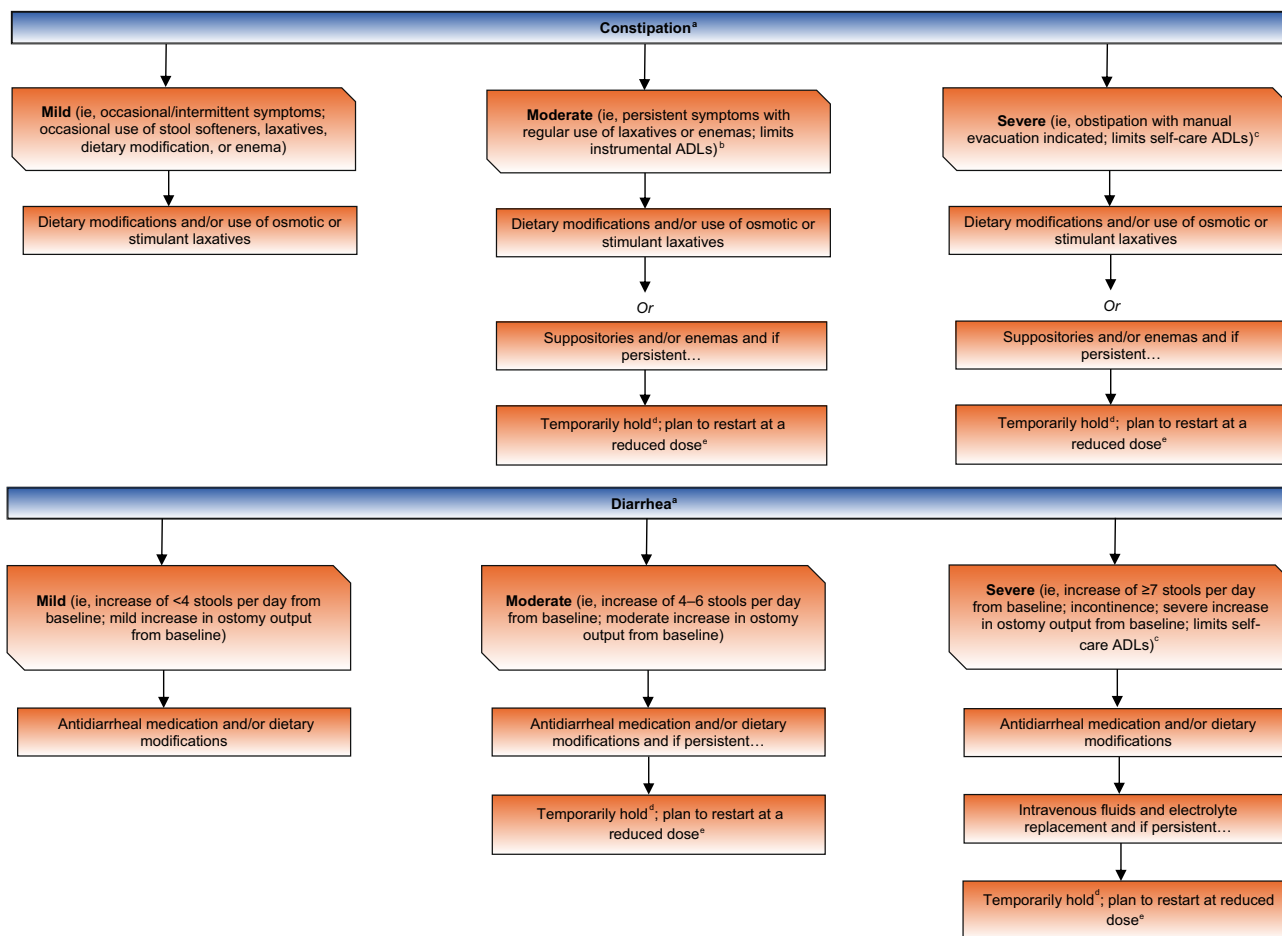 Constipationᵃ
Mild (ie, occasional/intermittent symptoms;
occasional use of stool softeners, laxatives,
dietary modification, or enema)
Dietary modifications and/or use of osmotic or
stimulant laxatives
Moderate (ie, persistent symptoms with
regular use of laxatives or enemas; limits
instrumental ADLs)ᵇ
Dietary modifications and/or use of osmotic or
stimulant laxatives
Or
Suppositories and/or enemas and if
persistent…
Temporarily holdᵈ; plan to restart at a
reduced doseᵉ
Severe (ie, obstipation with manual
evacuation indicated; limits self-care ADLs)ᶜ
Dietary modifications and/or use of osmotic or
stimulant laxatives
Or
Suppositories and/or enemas and if
persistent…
Temporarily holdᵈ; plan to restart at a
reduced doseᵉ
Diarrheaᵃ
Mild (ie, increase of <4 stools per day from
baseline; mild increase in ostomy output
from baseline)
Antidiarrheal medication and/or dietary
modifications
Moderate (ie, increase of 4–6 stools per day
from baseline; moderate increase in ostomy
output from baseline)
Antidiarrheal medication and/or dietary
modifications and if persistent…
Temporarily holdᵈ; plan to restart at a
reduced doseᵉ
Severe (ie, increase of ≥7 stools per day
from baseline; incontinence; severe increase
in ostomy output from baseline; limits self-
care ADLs)ᶜ
Antidiarrheal medication and/or dietary
modifications
Intravenous fluids and electrolyte
replacement and if persistent…
Temporarily holdᵈ; plan to restart at reduced
doseᵉ